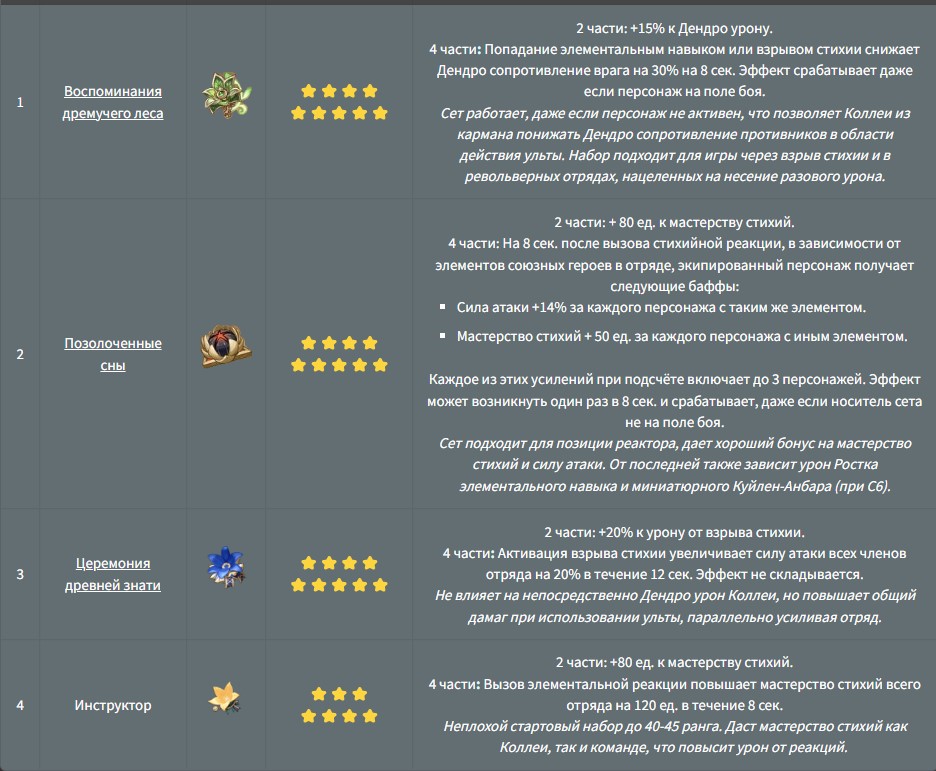 2 части: +15% к Дендро урону.
4 части: Попадание элементальным навыком или взрывом стихии снижает
Дендро сопротивление врага на 30% на 8 сек. Эффект срабатывает даже
если персонаж на поле боя.
1
Воспоминания
дремучего леса
Сет работает, даже если персонаж не активен, что позволяет Коллеи из
кармана понижать Дендро сопротивление противников в области
действия ульты. Набор подходит для игры через взрыв стихии и в
револьверных отрядах, нацеленных на несение разового урона.
2 части: + 80 ед. к мастерству стихий.
4 части: На 8 сек. после вызова стихийной реакции, в зависимости от
элементов союзных героев в отряде, экипированный персонаж получает
следующие баффы:
▪ Сила атаки +14% за каждого персонажа с таким же элементом.
▪ Мастерство стихий + 50 ед. за каждого персонажа с иным элементом.
2
Позолоченные
сны
Каждое из этих усилений при подсчёте включает до 3 персонажей. Эффект
может возникнуть один раз в 8 сек. и срабатывает, даже если носитель сета
не на поле боя.
Сет подходит для позиции реактора, дает хороший бонус на мастерство
стихий и силу атаки. От последней также зависит урон Ростка
элементального навыка и миниатюрного Куйлен-Анбара (при С6).
2 части: +20% к урону от взрыва стихии.
4 части: Активация взрыва стихии увеличивает силу атаки всех членов
отряда на 20% в течение 12 сек. Эффект не складывается.
3
Церемония
древней знати
Не влияет на непосредственно Дендро урон Коллеи, но повышает общий
дамаг при использовании ульты, параллельно усиливая отряд.
2 части: +80 ед. к мастерству стихий.
4 части: Вызов элементальной реакции повышает мастерство стихий всего
отряда на 120 ед. в течение 8 сек.
4
Инструктор
Неплохой стартовый набор до 40-45 ранга. Даст мастерство стихий как
Коллеи, так и команде, что повысит урон от реакций.